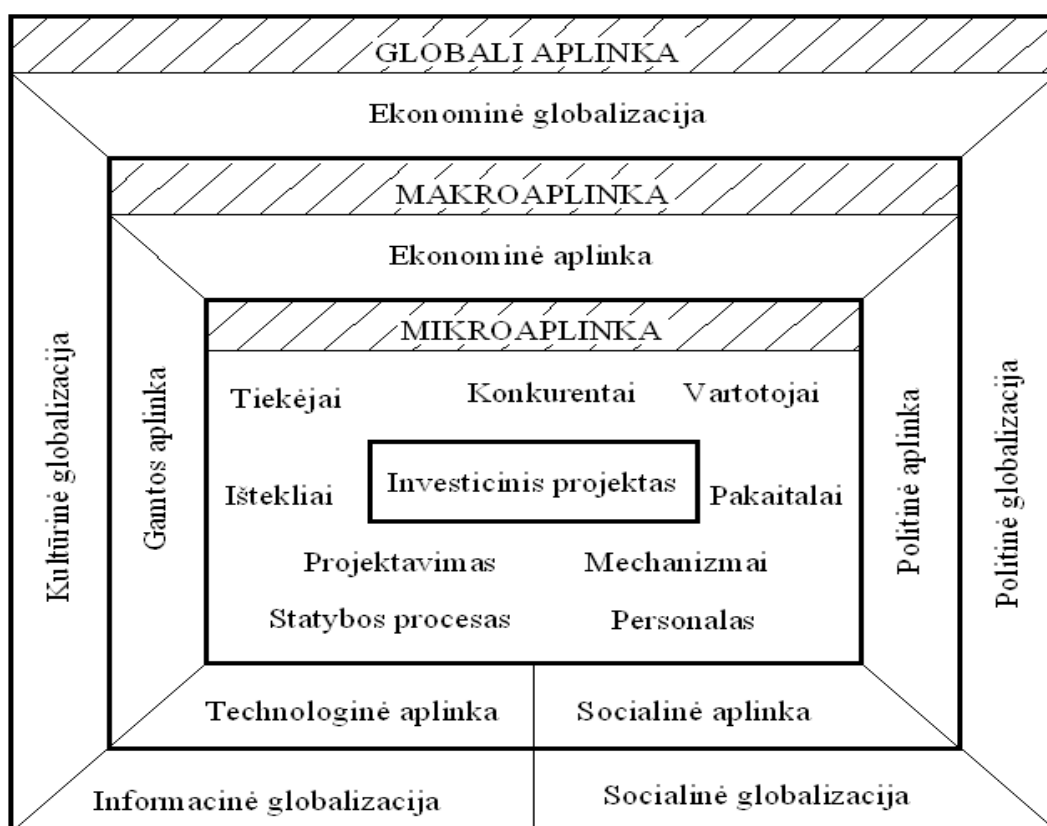 GLOBALI APLINKA
Ekonominė globalizacija
MAKROAPLINKA
Ekonominė aplinka
MIKROAPLINKA
Kultūrinė globalizacija
Gamtos aplinka
Tiekėjai
Konkurentai
Vartotojai
Ištekliai
Investicinis projektas
Pakaitalai
Projektavimas
Mechanizmai
Statybos procesas
Personalas
Politinė aplinka
Politinė globalizacija
Technologinė aplinka
Socialinė aplinka
Informacinė globalizacija
Socialinė globalizacija